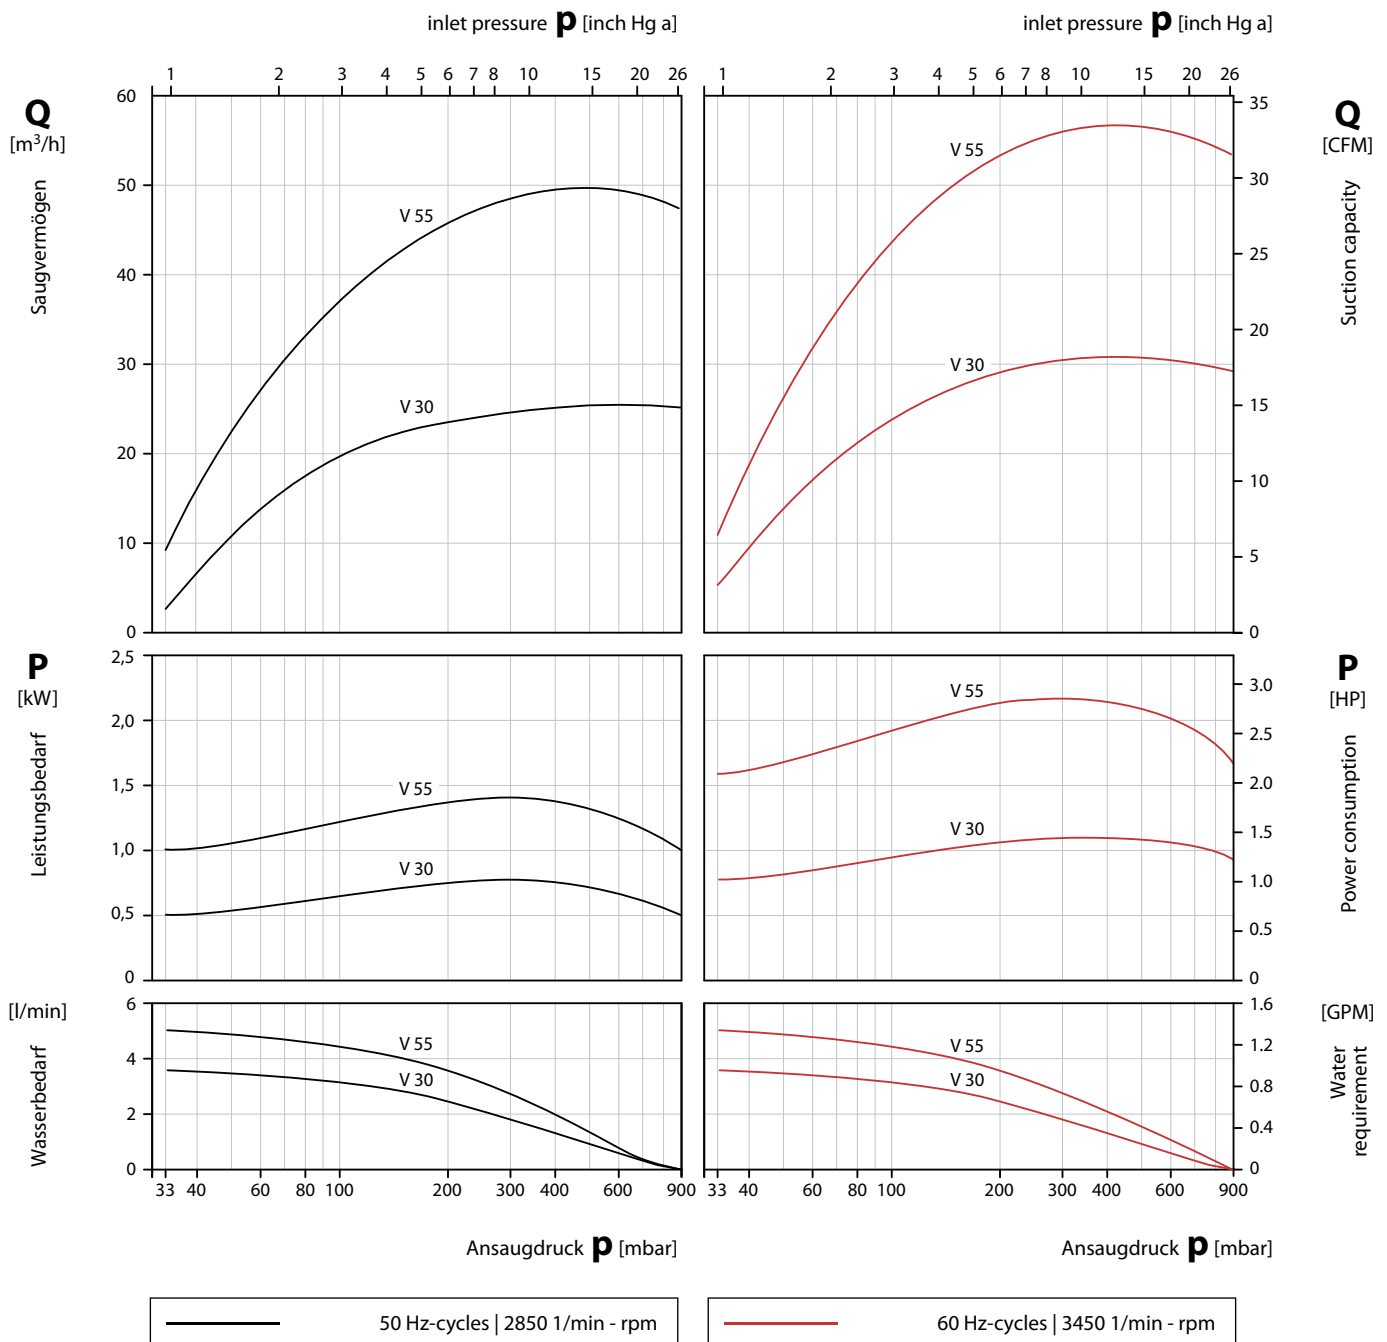 inlet pressure p [inch Hg a] inlet pressure p [inch Hg a]
1 2 3 4 5 6 7 8 10 15 20 26 1 2 3 4 5 6 7 8 10 15 20 26
Q
[m³/h]
Saugvermögen
60
50
40
30
20
10
0
V 55
V 30
V 55
V 30
35
30
25
20
15
10
5
0
Q
[CFM]
Suction capacity
P
[kW]
Leistungsbedarf
2,5
2,0
1,5
1,0
0,5
0
V 55
V 30
V 55
V 30
3.0
2.5
2.0
1.5
1.0
0.5
0
P
[HP]
Power consumption
[l/min]
Wasserbedarf
6
4
2
0
V 55
V 30
V 55
V 30
1.6
1.2
0.8
0.4
0
[GPM]
Water
requirement
33 40 60 80 100 200 300 400 600 900 33 40 60 80 100 200 300 400 600 900
Ansaugdruck p [mbar] Ansaugdruck p [mbar]
50 Hz-cycles | 2850 1/min - rpm 60 Hz-cycles | 3450 1/min - rpm